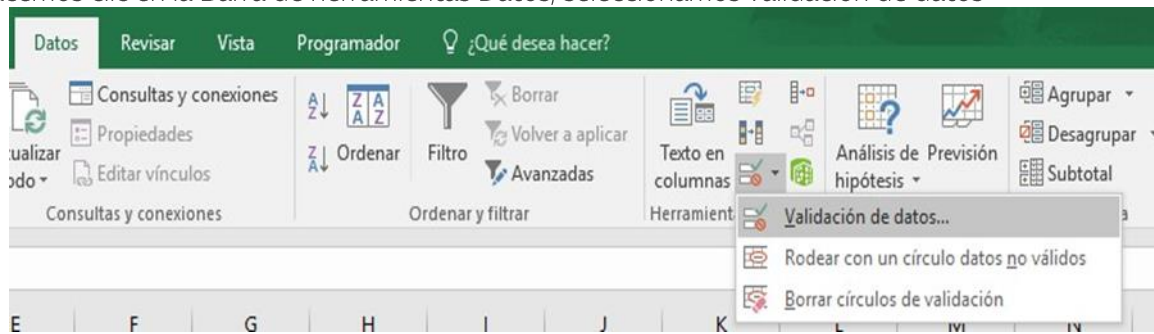 Datos Revisar Vista Programador ¿Qué desea hacer?
Consultas y conexiones
Propiedades
Editar vínculos
Ordenar
Filtro
Borrar
Volver a aplicar
Avanzadas
Texto en
columnas
Análisis de
hipótesis
Previsión
Agrupar
Desagrupar
Subtotal
Consultas y conexiones
Ordenar y filtrar
Validación de datos...
Rodear con un círculo datos no válidos
Borrar círculos de validación
E F G H I J K L M N